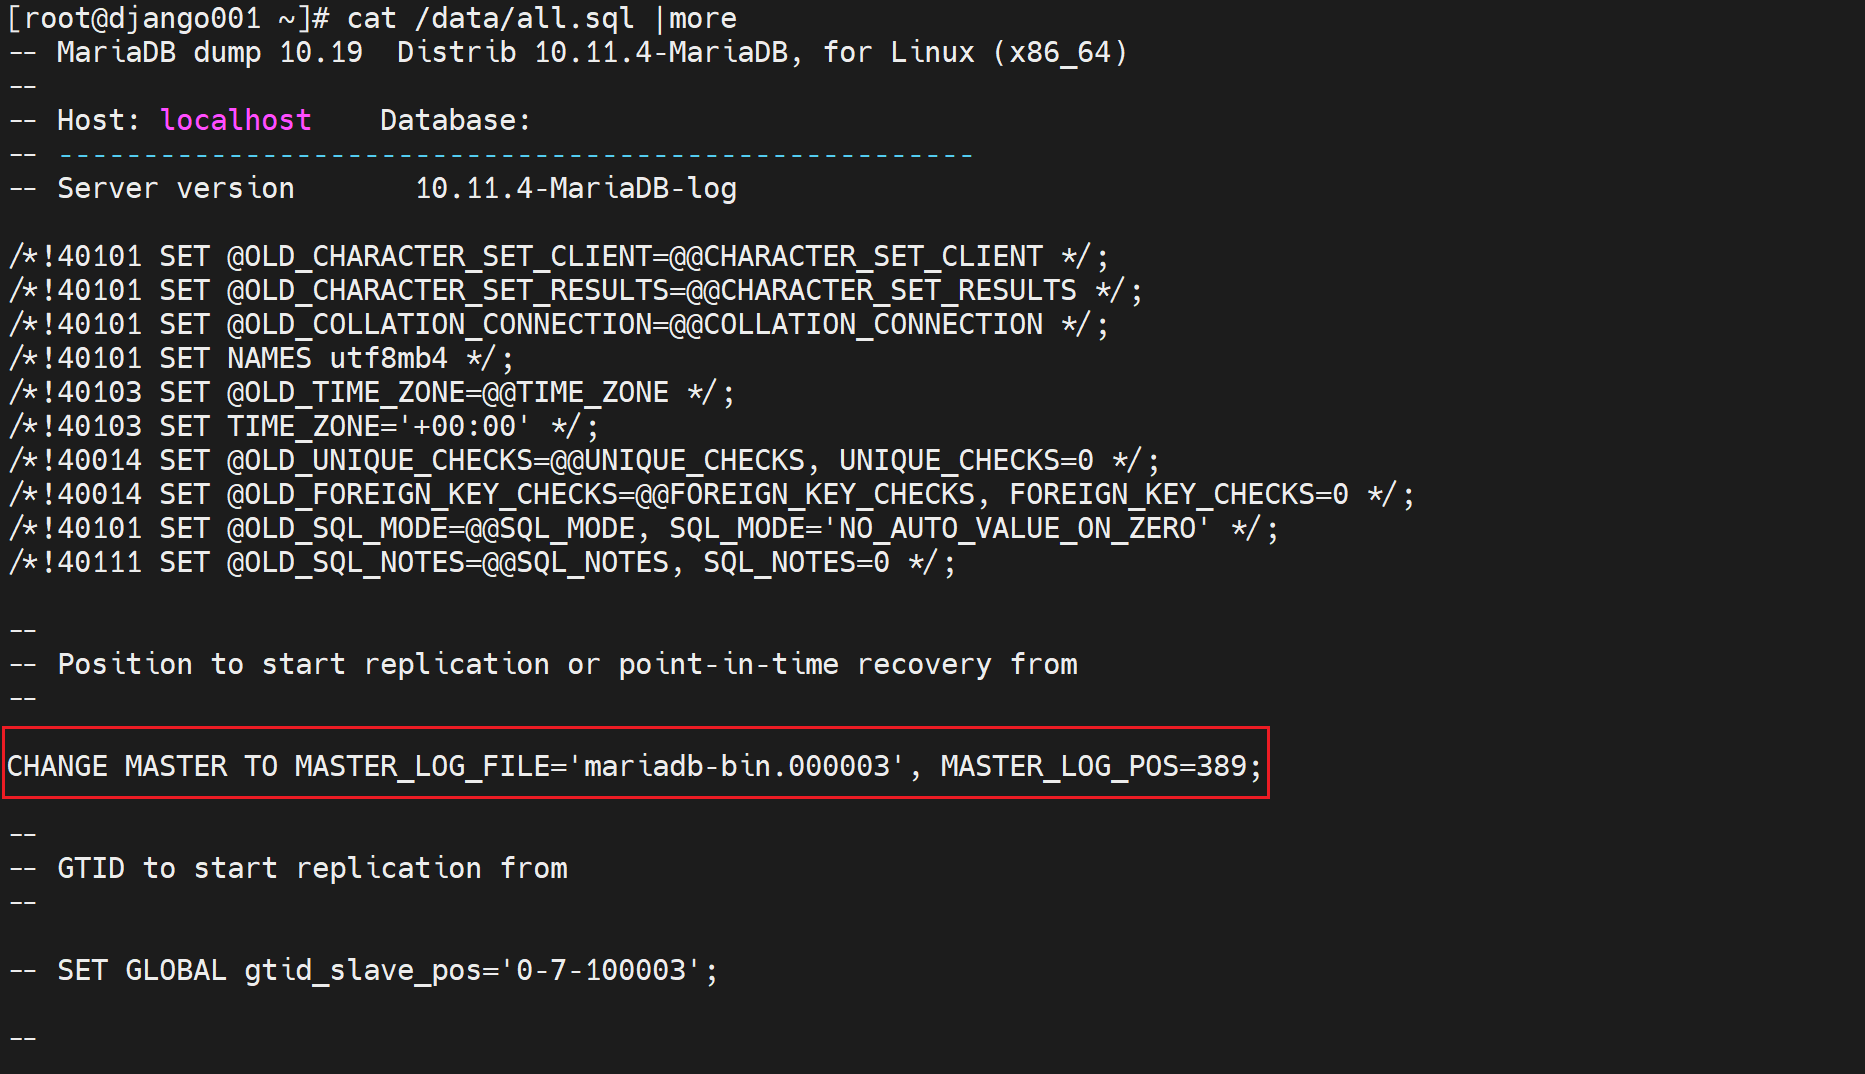 [root@django001 ~]# cat /data/all.sql |more
-- MariaDB dump 10.19  Distrib 10.11.4-MariaDB, for Linux (x86_64)
--
-- Host: localhost    Database:
-- ------------------------------------------------------
-- Server version       10.11.4-MariaDB-log
/*!40101 SET @OLD_CHARACTER_SET_CLIENT=@@CHARACTER_SET_CLIENT */;
/*!40101 SET @OLD_CHARACTER_SET_RESULTS=@@CHARACTER_SET_RESULTS */;
/*!40101 SET @OLD_COLLATION_CONNECTION=@@COLLATION_CONNECTION */;
/*!40101 SET NAMES utf8mb4 */;
/*!40103 SET @OLD_TIME_ZONE=@@TIME_ZONE */;
/*!40103 SET TIME_ZONE='+00:00' */;
/*!40014 SET @OLD_UNIQUE_CHECKS=@@UNIQUE_CHECKS, UNIQUE_CHECKS=0 */;
/*!40014 SET @OLD_FOREIGN_KEY_CHECKS=@@FOREIGN_KEY_CHECKS, FOREIGN_KEY_CHECKS=0 */;
/*!40101 SET @OLD_SQL_MODE=@@SQL_MODE, SQL_MODE='NO_AUTO_VALUE_ON_ZERO' */;
/*!40111 SET @OLD_SQL_NOTES=@@SQL_NOTES, SQL_NOTES=0 */;
--
-- Position to start replication or point-in-time recovery from
--
CHANGE MASTER TO MASTER_LOG_FILE='mariadb-bin.000003', MASTER_LOG_POS=389;
--
-- GTID to start replication from
--
-- SET GLOBAL gtid_slave_pos='0-7-100003';
--